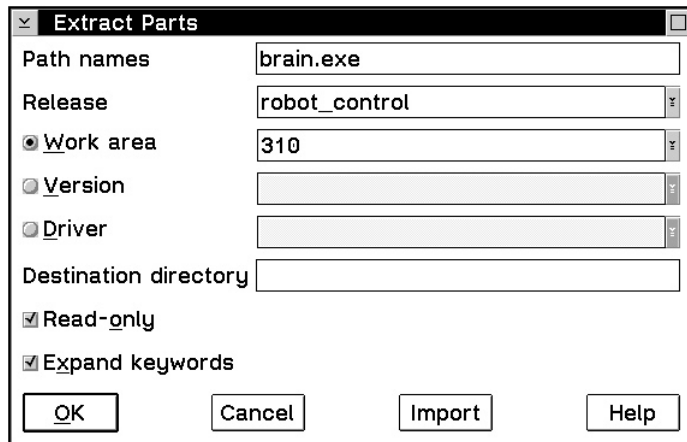 Extract Parts
Path names brain.exe
Release robot_control
Work area 310
Version
Driver
Destination directory
Read-only
Expand keywords
OK Cancel Import Help